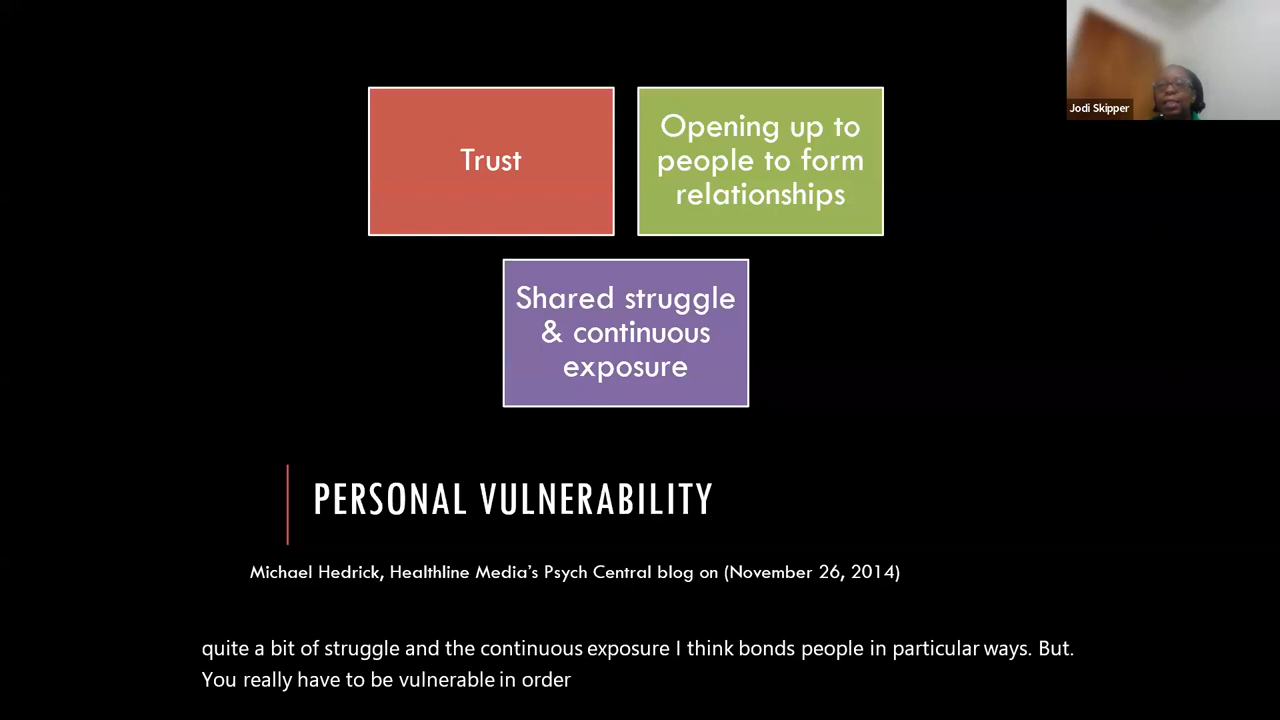 Jodi Skipper
Trust
Opening up to
people to form
relationships
Shared struggle
& continuous
exposure
PERSONAL VULNERABILITY
Michael Hedrick, Healthline Media’s Psych Central blog on (November 26, 2014)
quite a bit of struggle and the continuous exposure I think bonds people in particular ways. But.
You really have to be vulnerable in order